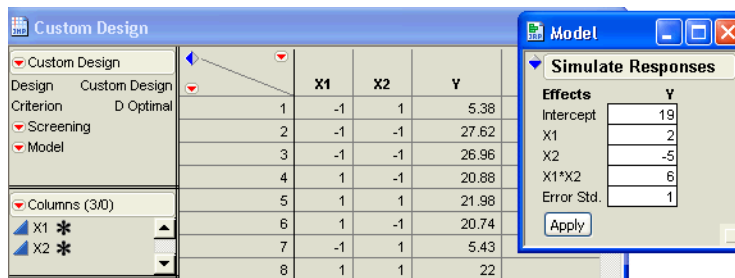 Custom Design
Custom Design
Design Custom Design
Criterion D Optimal
Screening
Model
Columns (3/0)
X1
X2
X1 X2 Y
1 -1 1 5.38
2 -1 -1 27.62
3 -1 -1 26.96
4 1 -1 20.88
5 1 1 21.98
6 1 -1 20.74
7 -1 1 5.43
8 1 1 22
Model
Simulate Responses
Effects Y
Intercept 19
X1 2
X2 -5
X1*X2 6
Error Std. 1
Apply